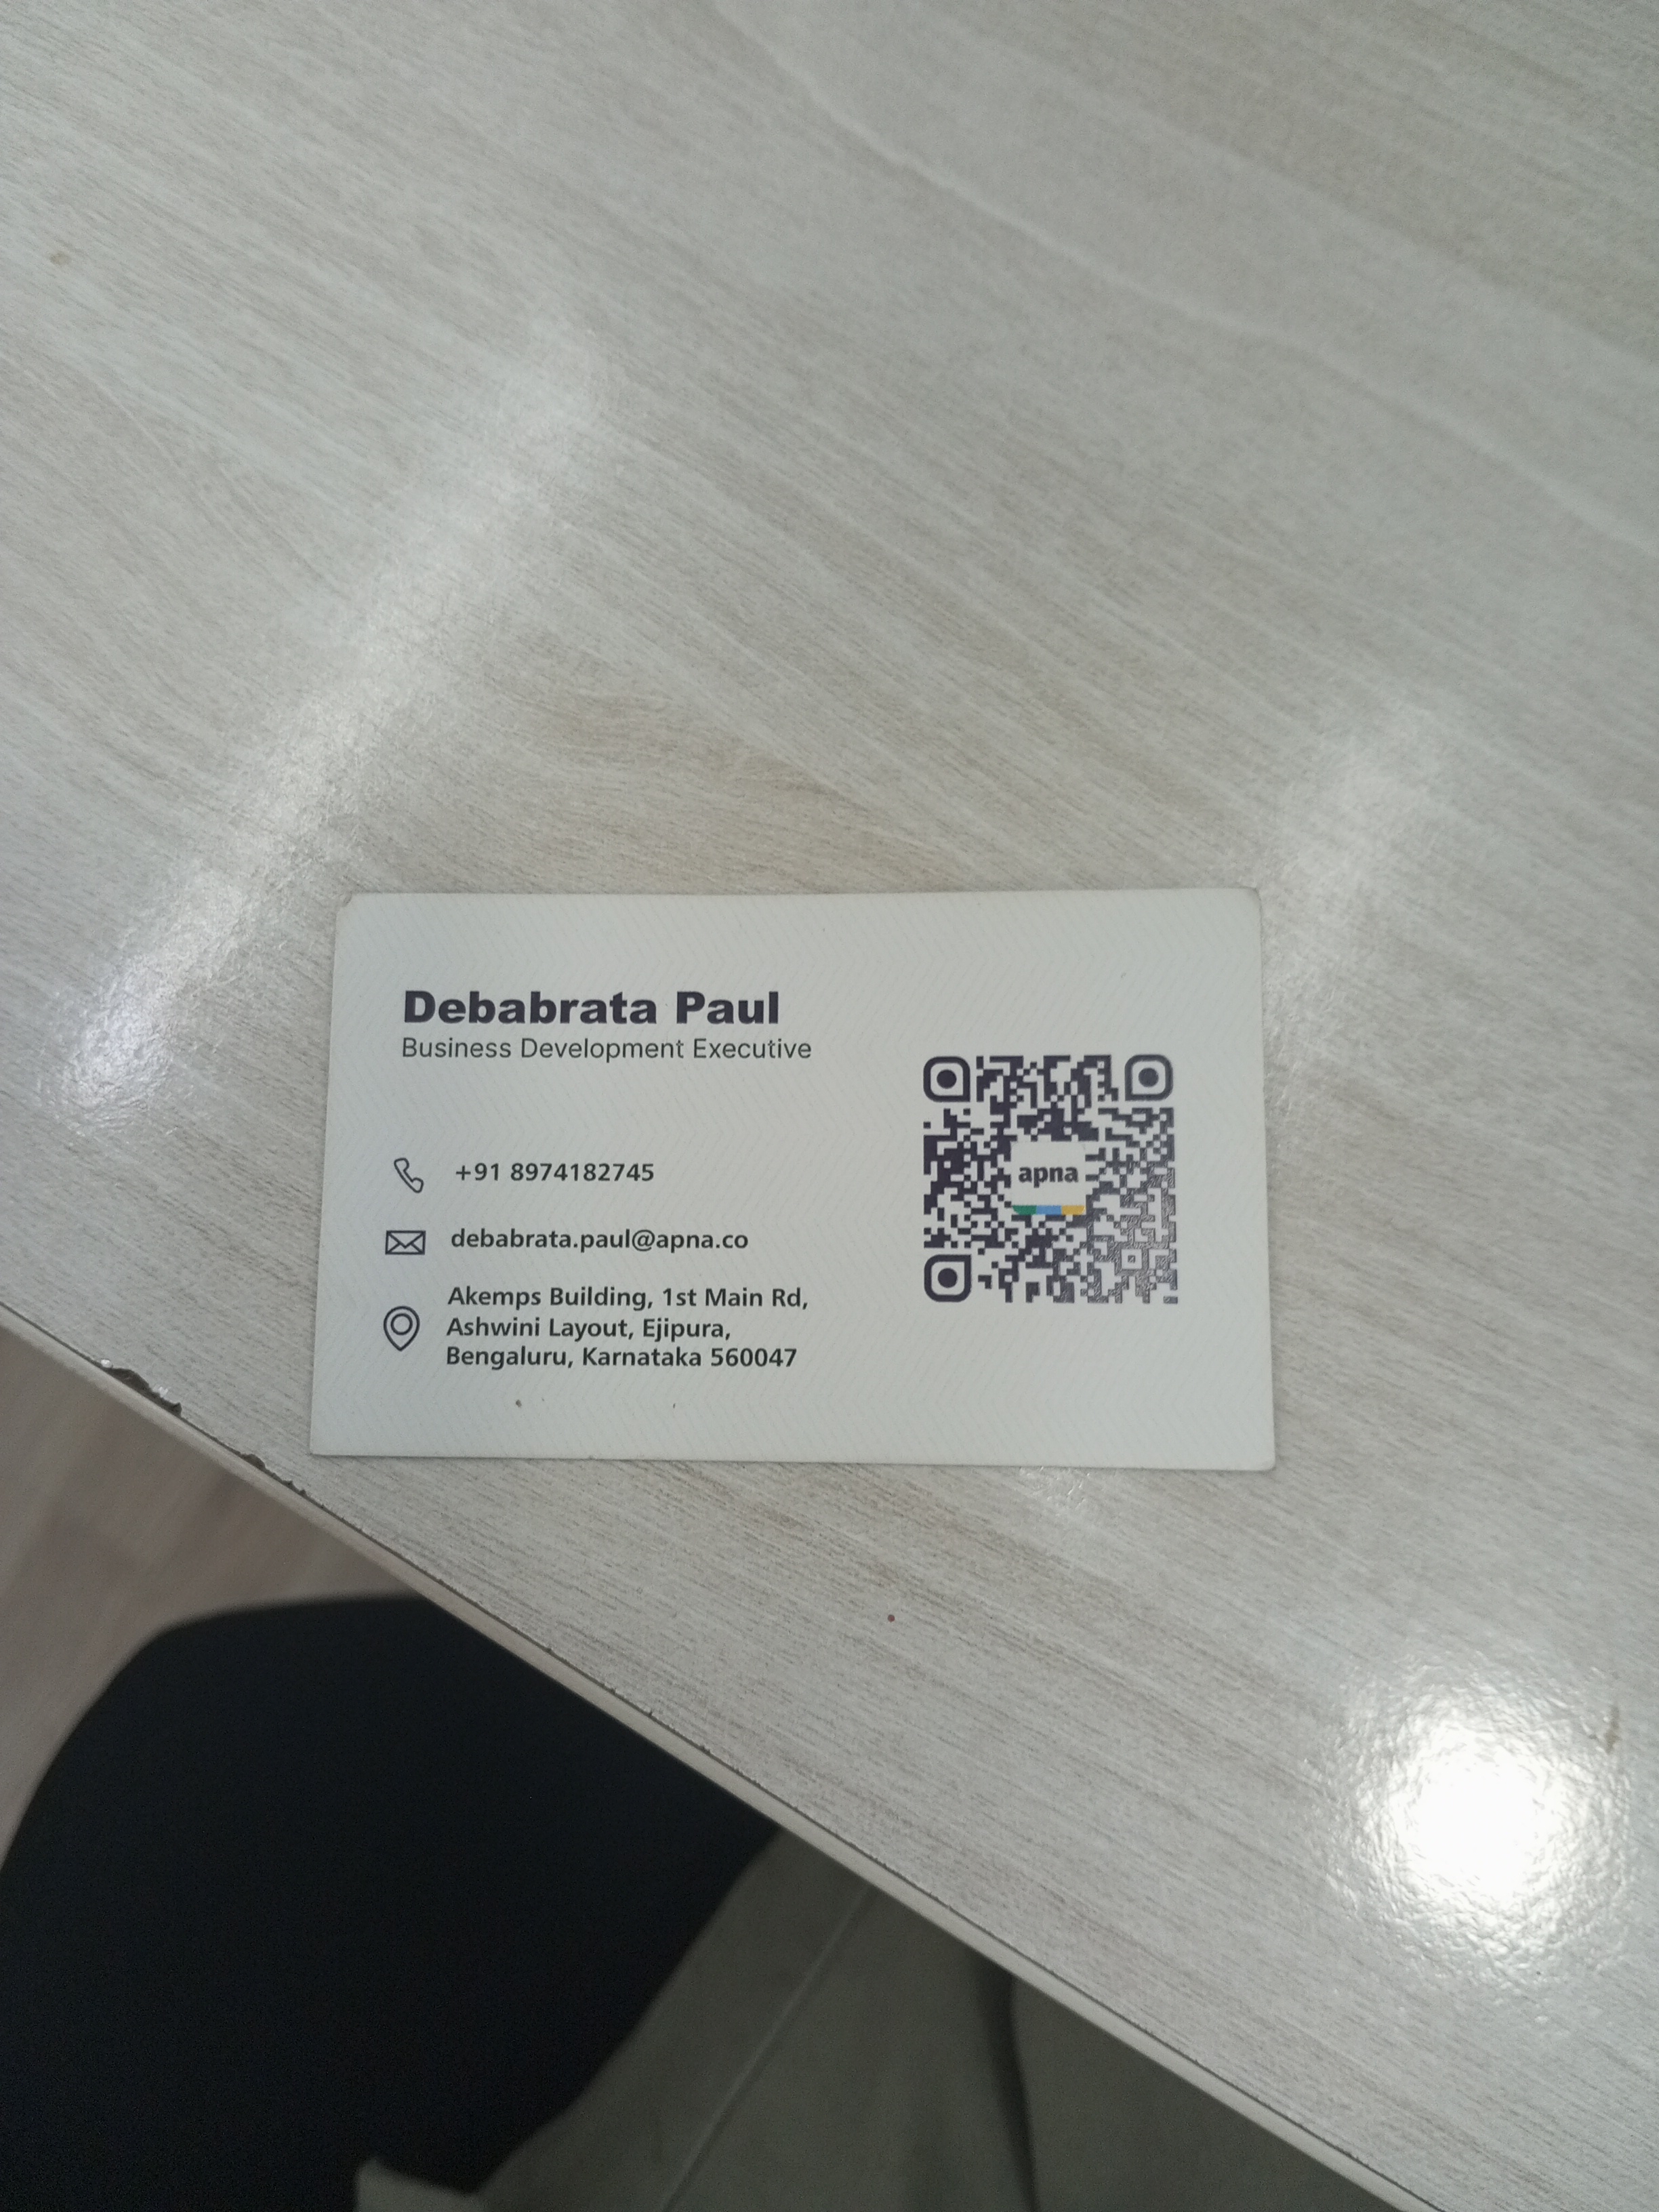 Debabrata Paul
Business Development Executive
+91 8974182745
debabrata.paul@apna.co
Akemps Building, 1st Main Rd,
Ashwini Layout, Ejipura,
Bengaluru, Karnataka 560047
apna